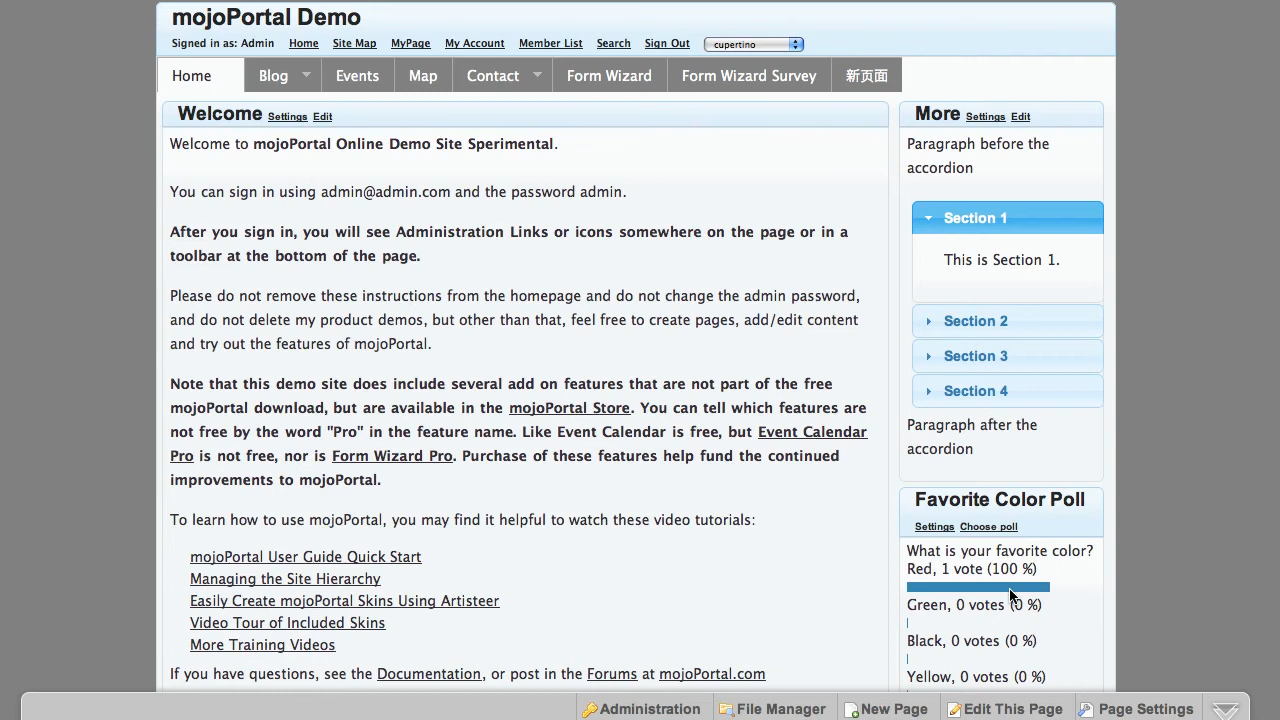 mojoPortal Demo
Signed in as: Admin Home Site Map MyPage My Account Member List Search Sign Out cupertino
Home Blog Events Map Contact Form Wizard Form Wizard Survey 新页面
Welcome Settings Edit
Welcome to mojoPortal Online Demo Site Sperimental.
You can sign in using admin@admin.com and the password admin.
After you sign in, you will see Administration Links or icons somewhere on the page or in a
toolbar at the bottom of the page.
Please do not remove these instructions from the homepage and do not change the admin password,
and do not delete my product demos, but other than that, feel free to create pages, add/edit content
and try out the features of mojoPortal.
Note that this demo site does include several add on features that are not part of the free
mojoPortal download, but are available in the mojoPortal Store. You can tell which features are
not free by the word "Pro" in the feature name. Like Event Calendar is free, but Event Calendar
Pro is not free, nor is Form Wizard Pro. Purchase of these features help fund the continued
improvements to mojoPortal.
To learn how to use mojoPortal, you may find it helpful to watch these video tutorials:
mojoPortal User Guide Quick Start
Managing the Site Hierarchy
Easily Create mojoPortal Skins Using Artisteer
Video Tour of Included Skins
More Training Videos
If you have questions, see the Documentation, or post in the Forums at mojoPortal.com
More Settings Edit
Paragraph before the
accordion
Section 1
This is Section 1.
Section 2
Section 3
Section 4
Paragraph after the
accordion
Favorite Color Poll
Settings Choose poll
What is your favorite color?
Red, 1 vote (100 %)
Green, 0 votes (0 %)
Black, 0 votes (0 %)
Yellow, 0 votes (0 %)
Administration File Manager New Page Edit This Page Page Settings